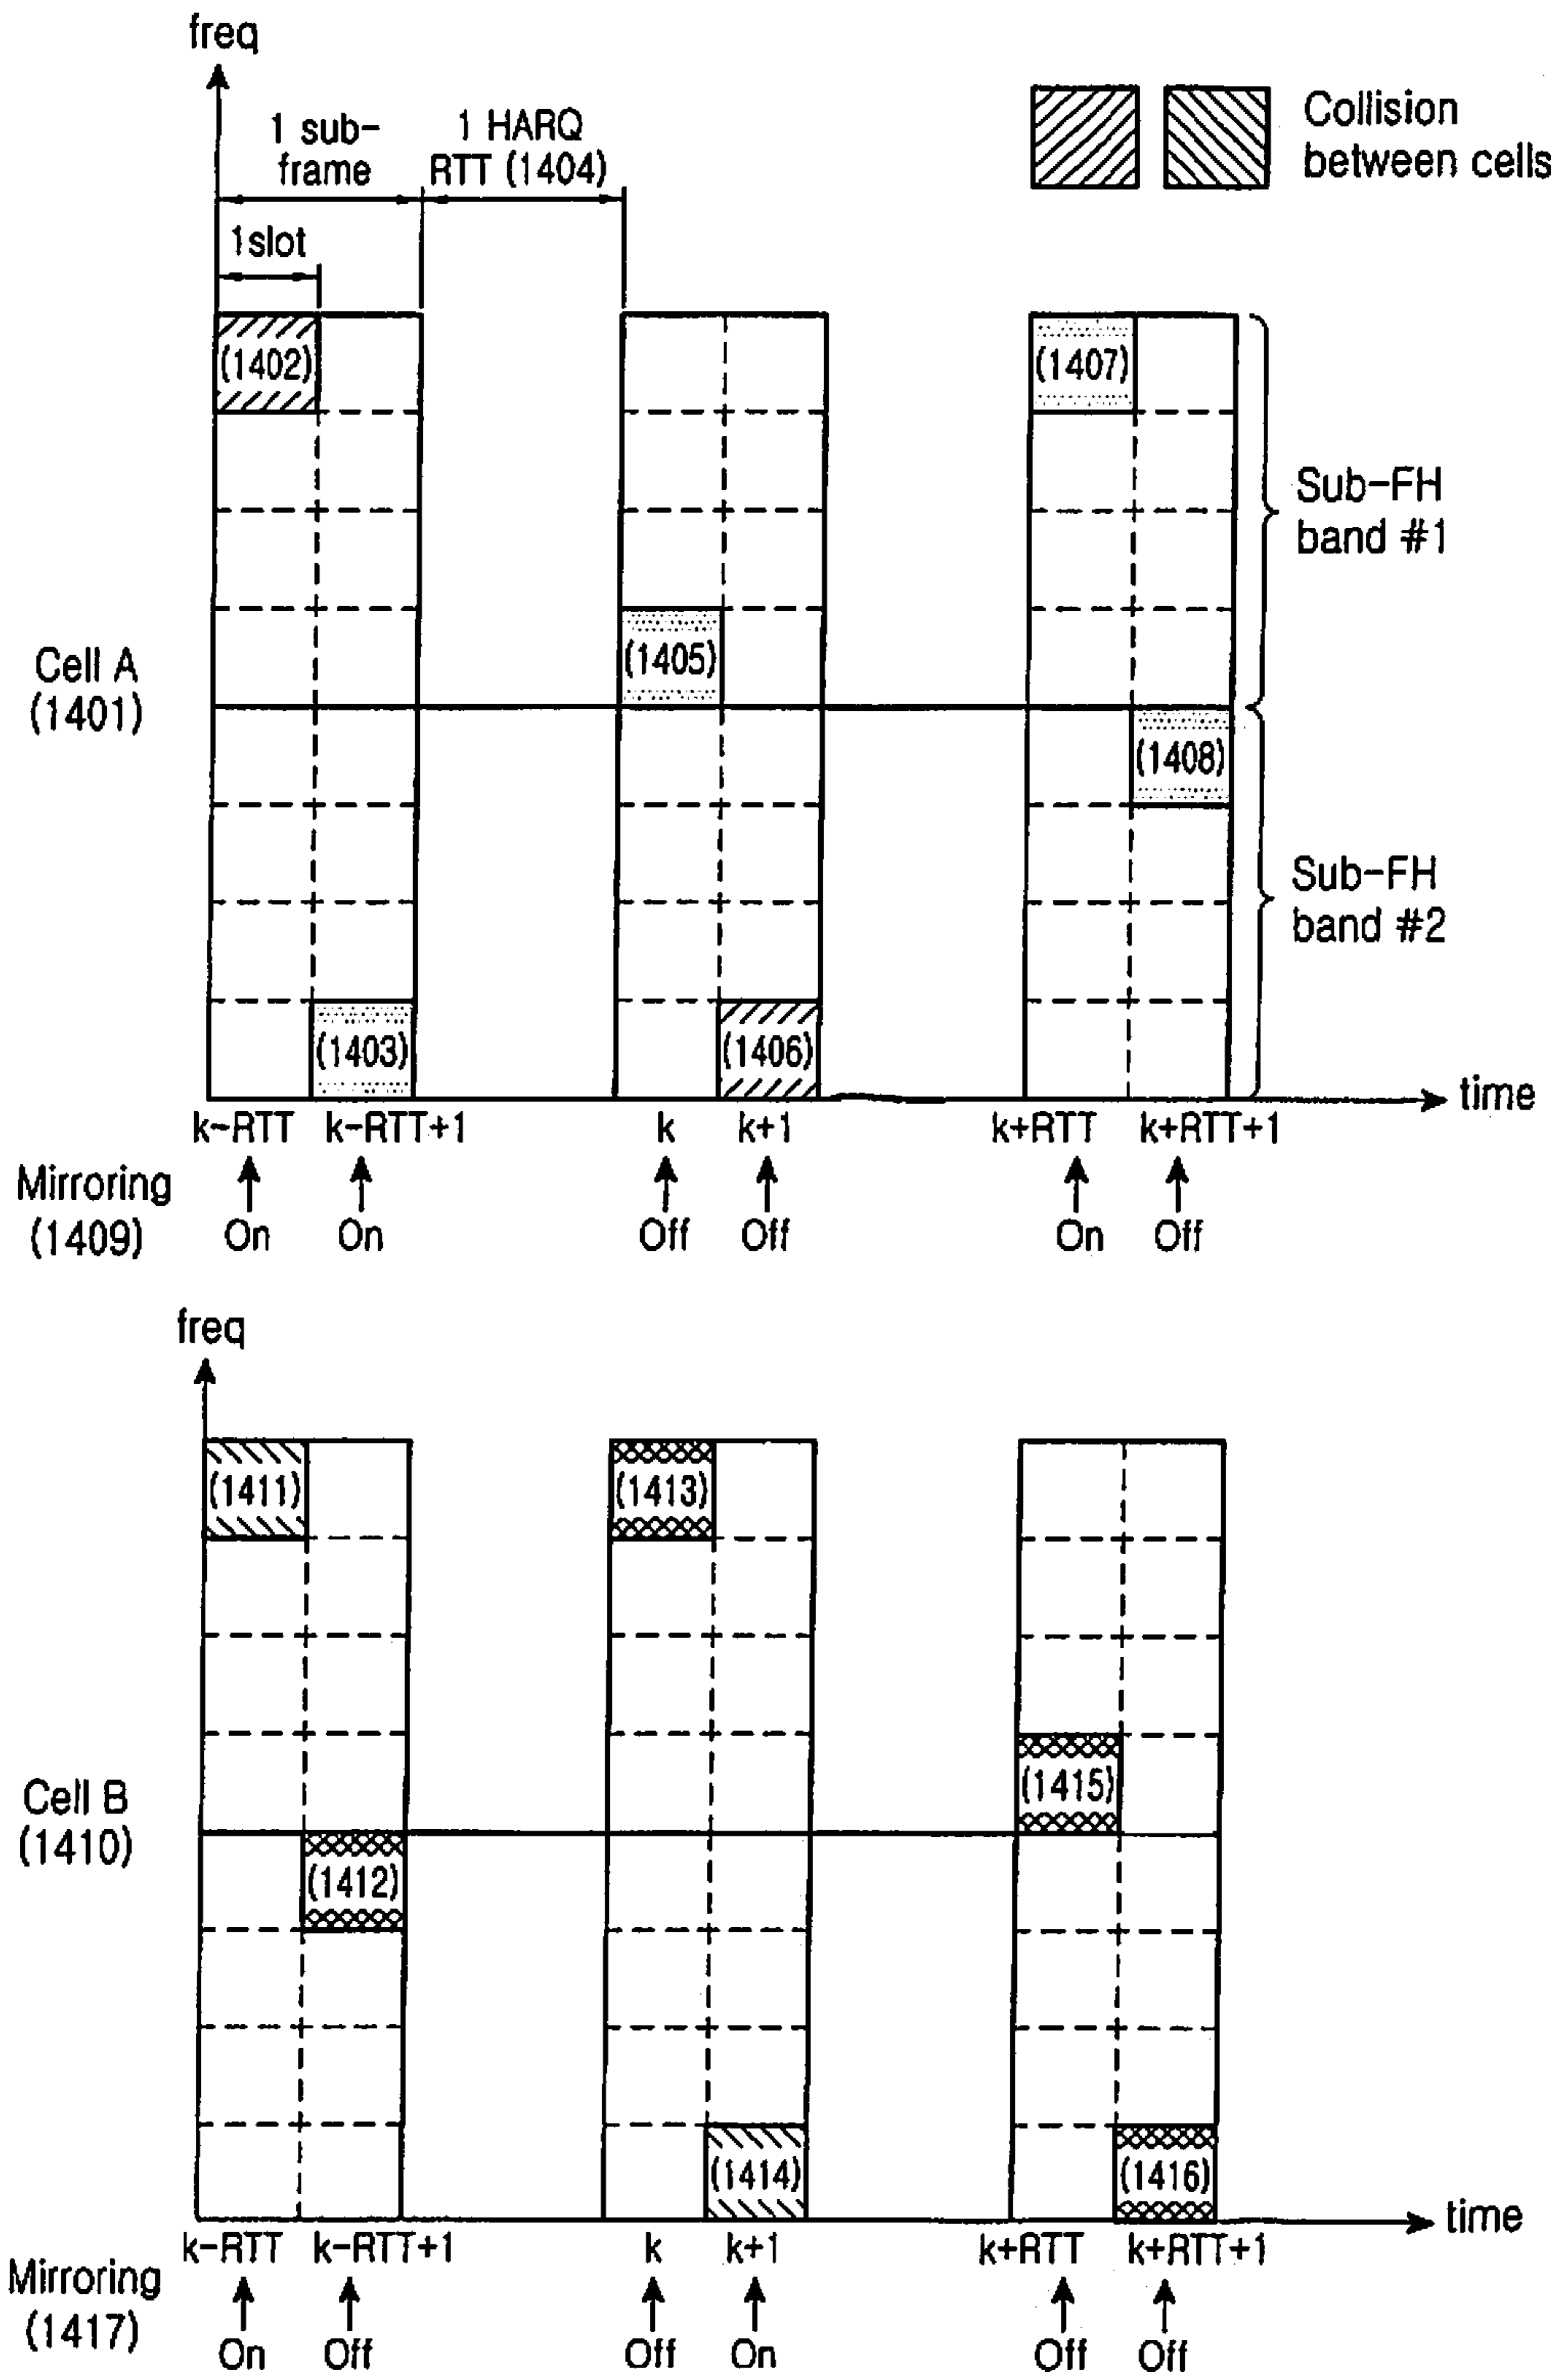 freq
1 sub-
frame
1 HARQ
RTT (1404)
Collision
between cells
1slot
(1402)
(1407)
Sub-FH
band #1
(1405)
Cell A
(1401)
(1408)
Sub-FH
band #2
(1403)
(1406)
time
k-RTT k-RTT+1 k k+1 k+RTT k+RTT+1
Mirroring
(1409)
On On Off Off On Off
freq
(1411)
(1413)
Cell B
(1410)
(1415)
(1412)
(1414)
(1416)
time
k-RTT k-RTT+1 k k+1 k+RTT k+RTT+1
Mirroring
(1417)
On Off Off On Off Off